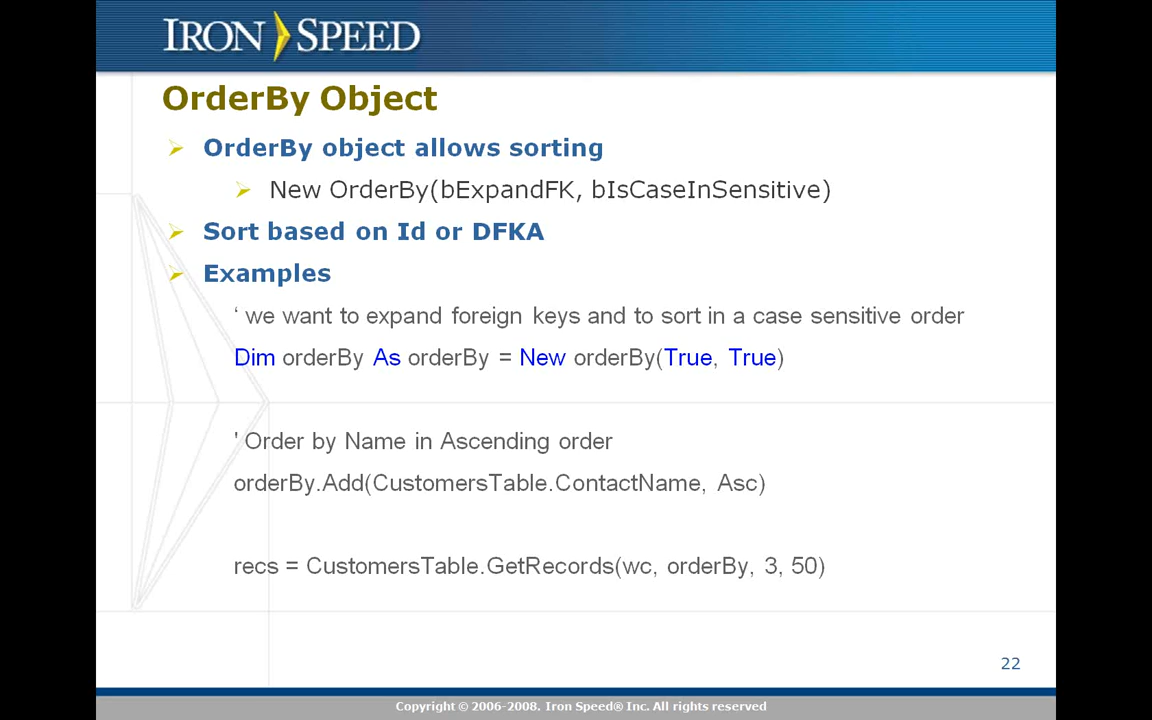 IRON SPEED
OrderBy Object
OrderBy object allows sorting
New OrderBy(bExpandFK, bIsCaseInSensitive)
Sort based on Id or DFKA
Examples
‘ we want to expand foreign keys and to sort in a case sensitive order
Dim orderBy As orderBy = New orderBy(True, True)
' Order by Name in Ascending order
orderBy.Add(CustomersTable.ContactName, Asc)
recs = CustomersTable.GetRecords(wc, orderBy, 3, 50)
22
Copyright © 2006-2008. Iron Speed® Inc. All rights reserved